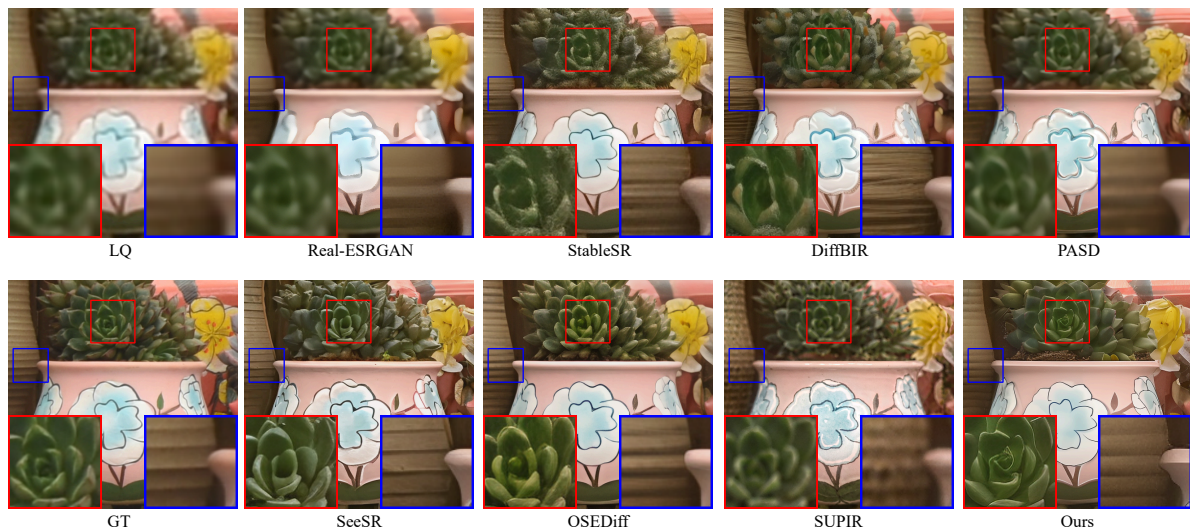 LQ
Real-ESRGAN
StableSR
DiffBIR
PASD
GT
SeeSR
OSEDiff
SUPIR
Ours